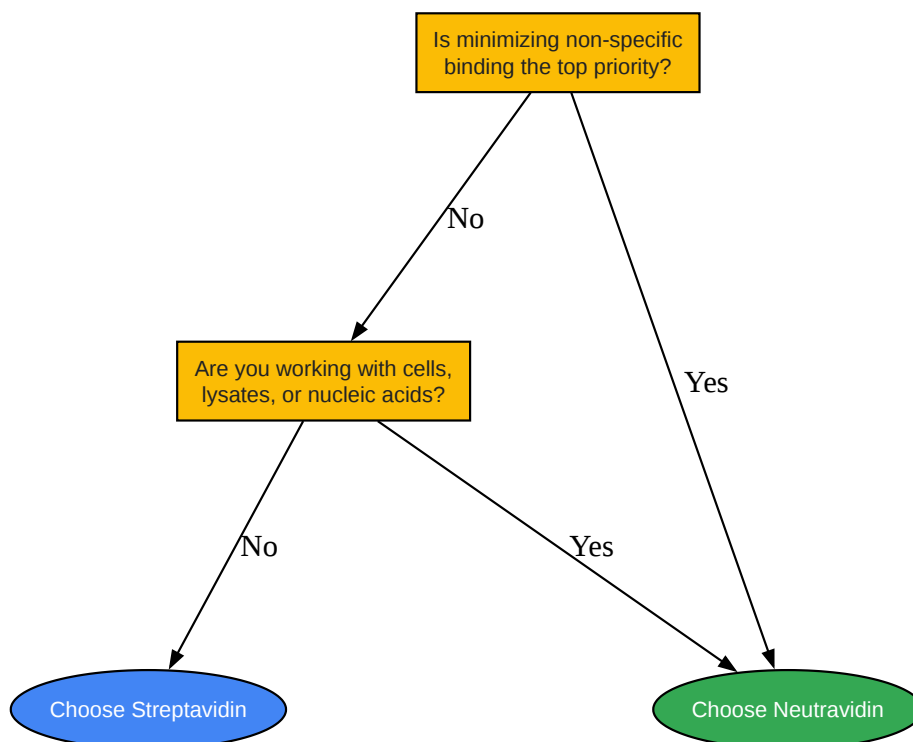 Is minimizing non-specific
binding the top priority?
No
Yes
Are you working with cells,
lysates, or nucleic acids?
No
Yes
Choose Streptavidin
Choose Neutravidin